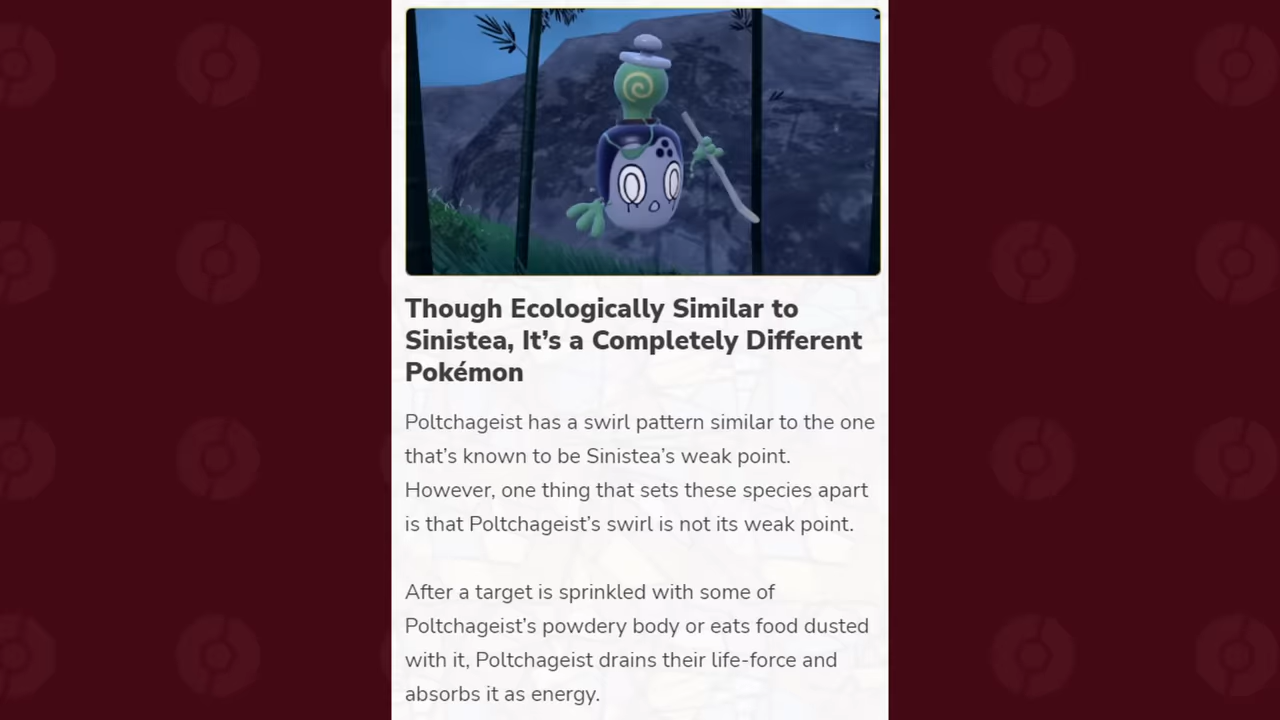 Though Ecologically Similar to
Sinistea, It’s a Completely Different
Pokémon
Poltchageist has a swirl pattern similar to the one
that’s known to be Sinistea’s weak point.
However, one thing that sets these species apart
is that Poltchageist’s swirl is not its weak point.
After a target is sprinkled with some of
Poltchageist’s powdery body or eats food dusted
with it, Poltchageist drains their life-force and
absorbs it as energy.